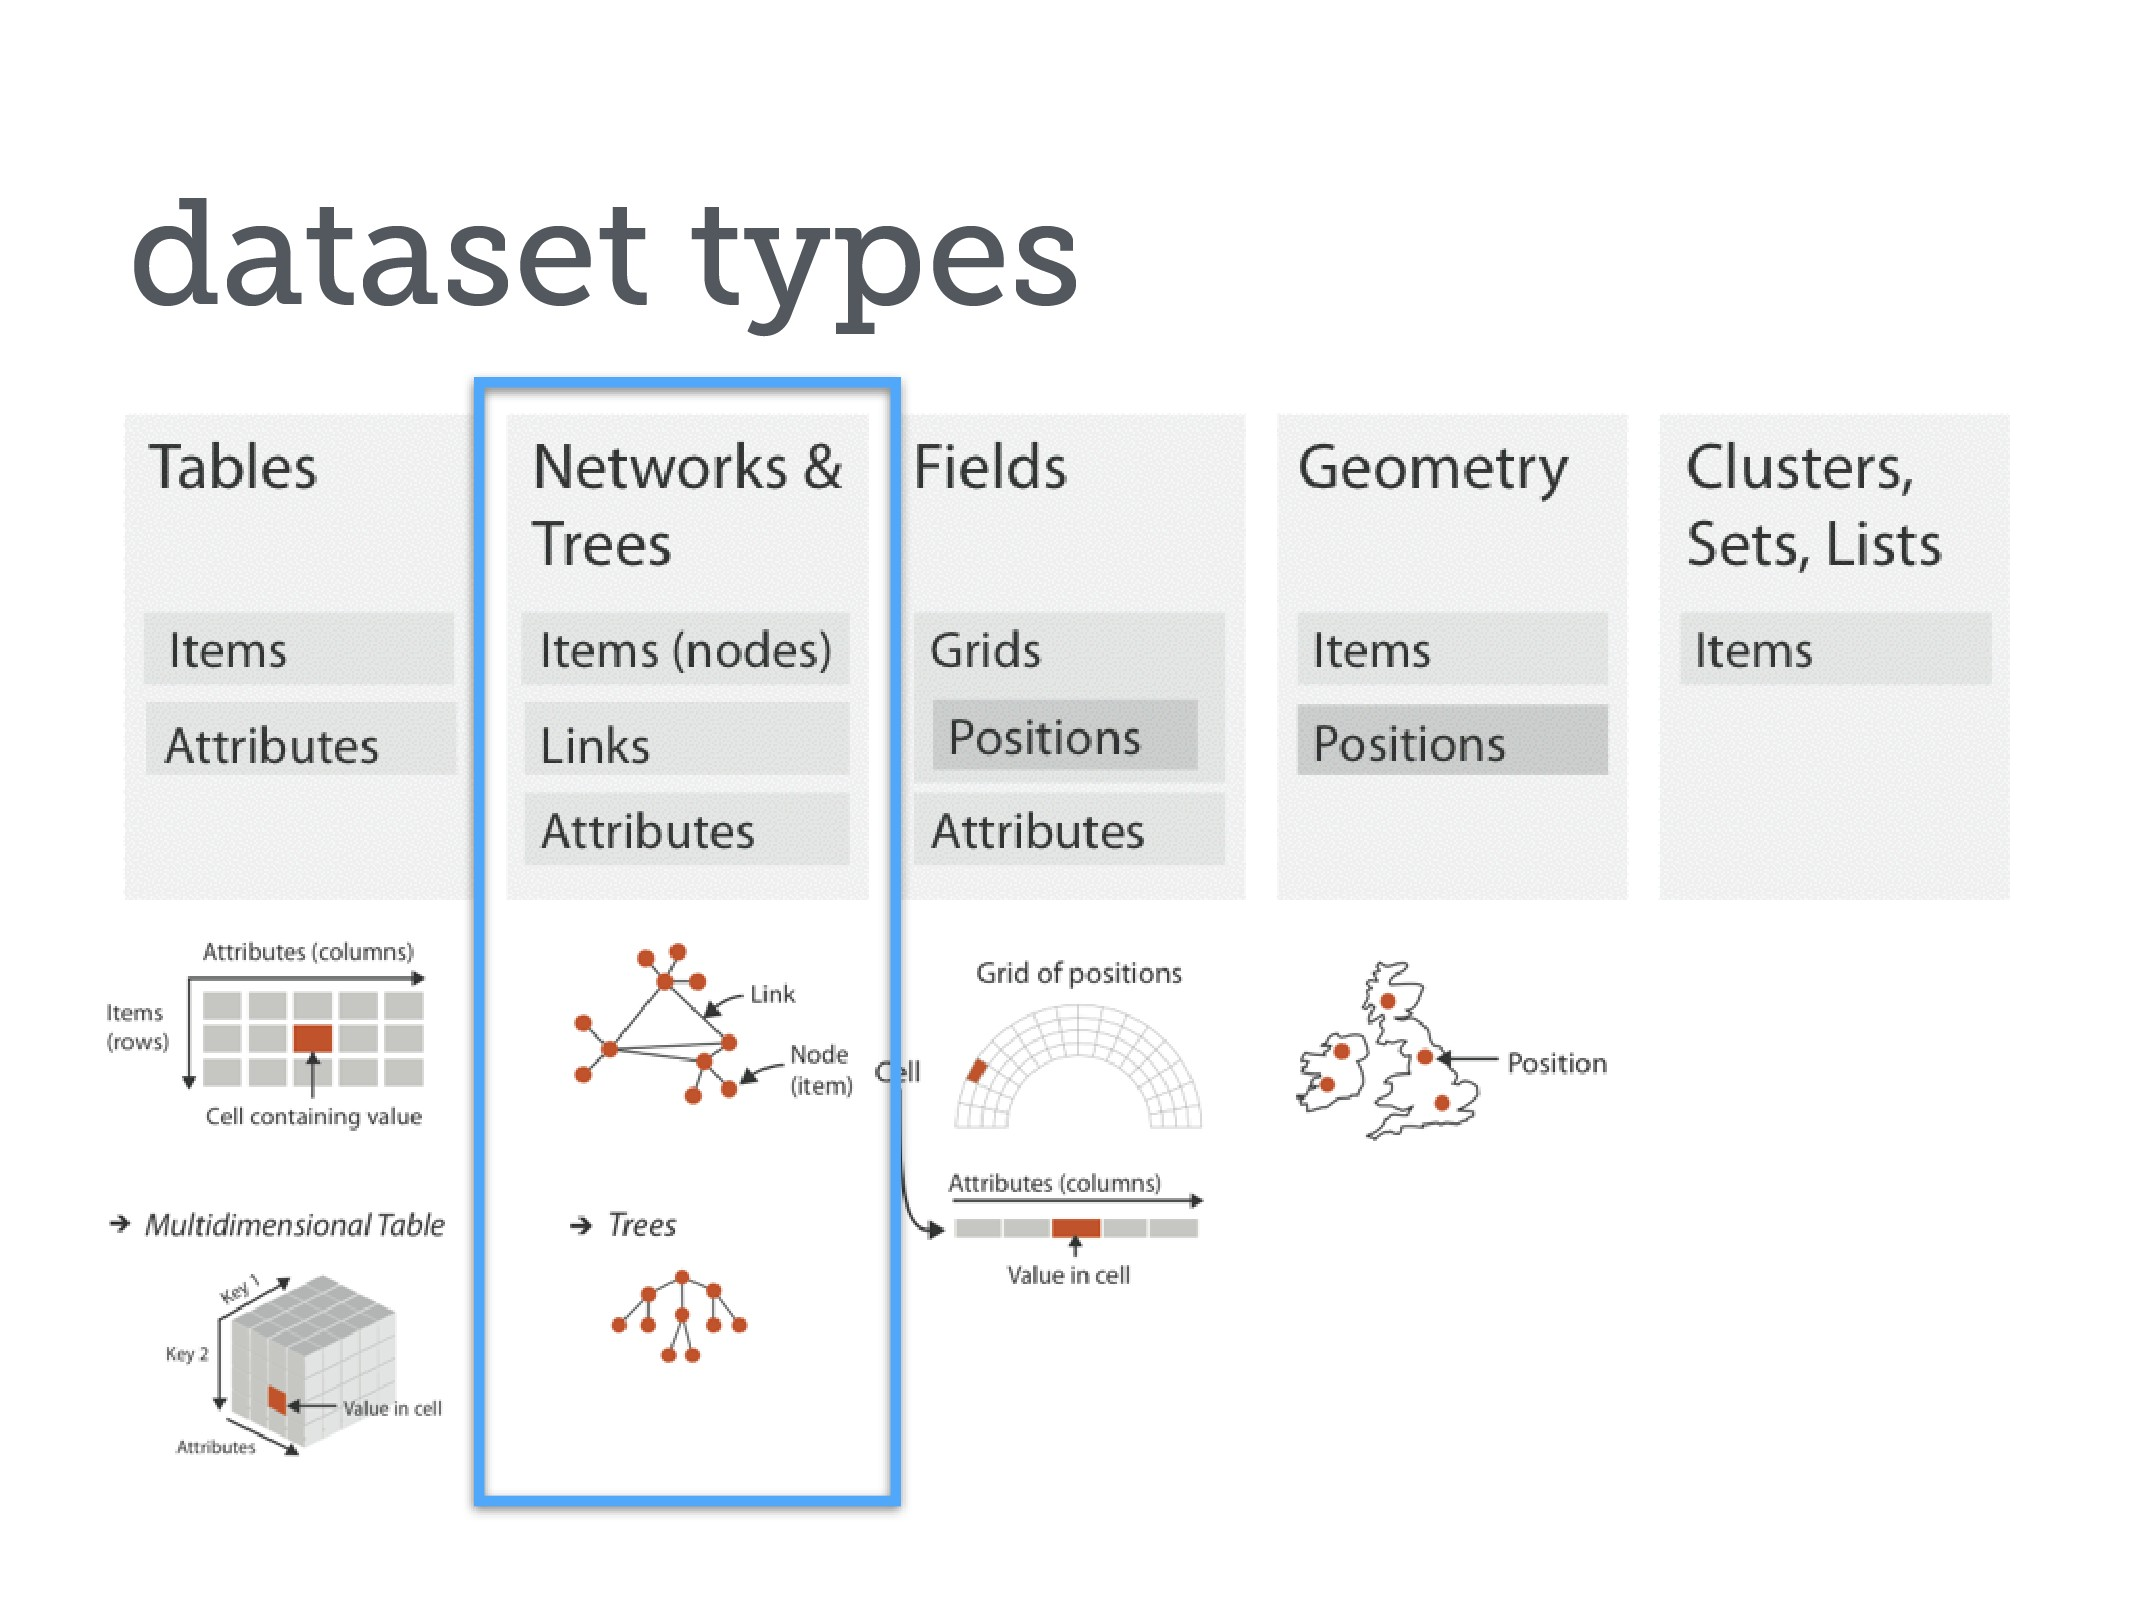 dataset types
Tables
Items
Attributes
Networks &
Trees
Items (nodes)
Links
Attributes
Fields
Grids
Positions
Attributes
Geometry
Items
Positions
Clusters,
Sets, Lists
Items
Attributes (columns)
Items
(rows)
Cell containing value
➔ Multidimensional Table
Key 1
Key 2
Value in cell
Attributes
Link
Node
(item)
➔ Trees
Grid of positions
Cell
Attributes (columns)
Value in cell
Position